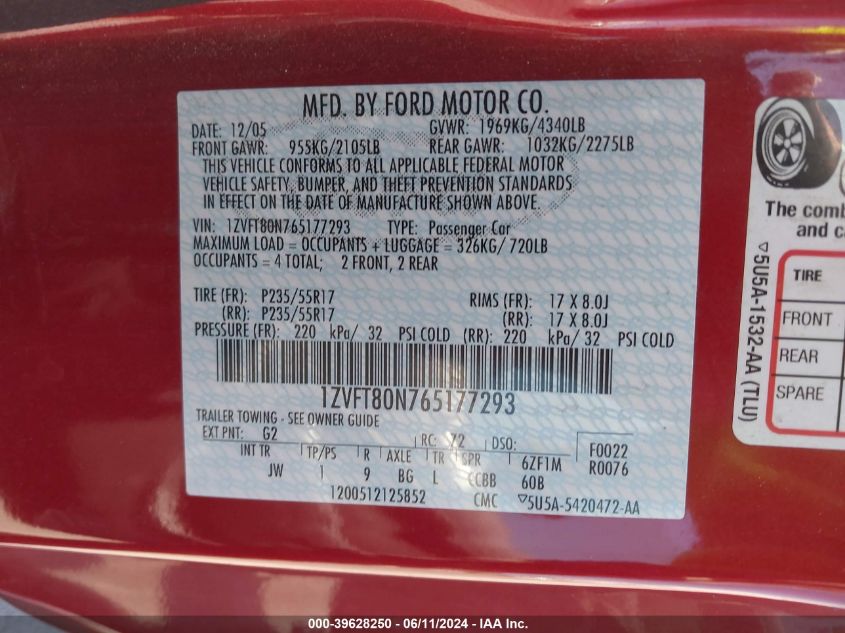 MFD. BY FORD MOTOR CO.
DATE: 12/05 GVWR: 1969KG/4340LB
FRONT GAWR: 955KG/2105LB REAR GAWR: 1032KG/2275LB
THIS VEHICLE CONFORMS TO ALL APPLICABLE FEDERAL MOTOR
VEHICLE SAFETY, BUMPER, AND THEFT PREVENTION STANDARDS
IN EFFECT ON THE DATE OF MANUFACTURE SHOWN ABOVE.
VIN: 1ZVFT80N765177293 TYPE: Passenger Car
MAXIMUM LOAD = OCCUPANTS + LUGGAGE = 326KG/720LB
OCCUPANTS = 4 TOTAL; 2 FRONT, 2 REAR
TIRE (FR): P235/55R17 RIMS (FR): 17 X 8.0J
(RR): P235/55R17 (RR): 17 X 8.0J
PRESSURE (FR): 220 kPa/ 32 PSI COLD (RR): 220 kPa/ 32 PSI COLD
1ZVFT80N765177293
TRAILER TOWING - SEE OWNER GUIDE
EXT PNT: G2 RC: 72 DSO: F0022
INT TR TP/PS R AXLE TR SPR 6ZF1M R0076
JW 1 9 BG L CCBB 60B
1200512125852 CMC ▽5U5A-5420472-AA
The comb
and ca
TIRE
FRONT
REAR
SPARE
▽5U5A-1532-AA (TLU)
000-39628250 - 06/11/2024 - IAA Inc.